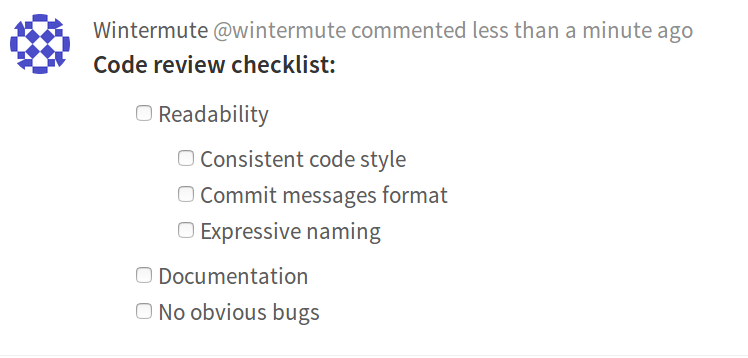 Wintermute @wintermute commented less than a minute ago
Code review checklist:
Readability
Consistent code style
Commit messages format
Expressive naming
Documentation
No obvious bugs